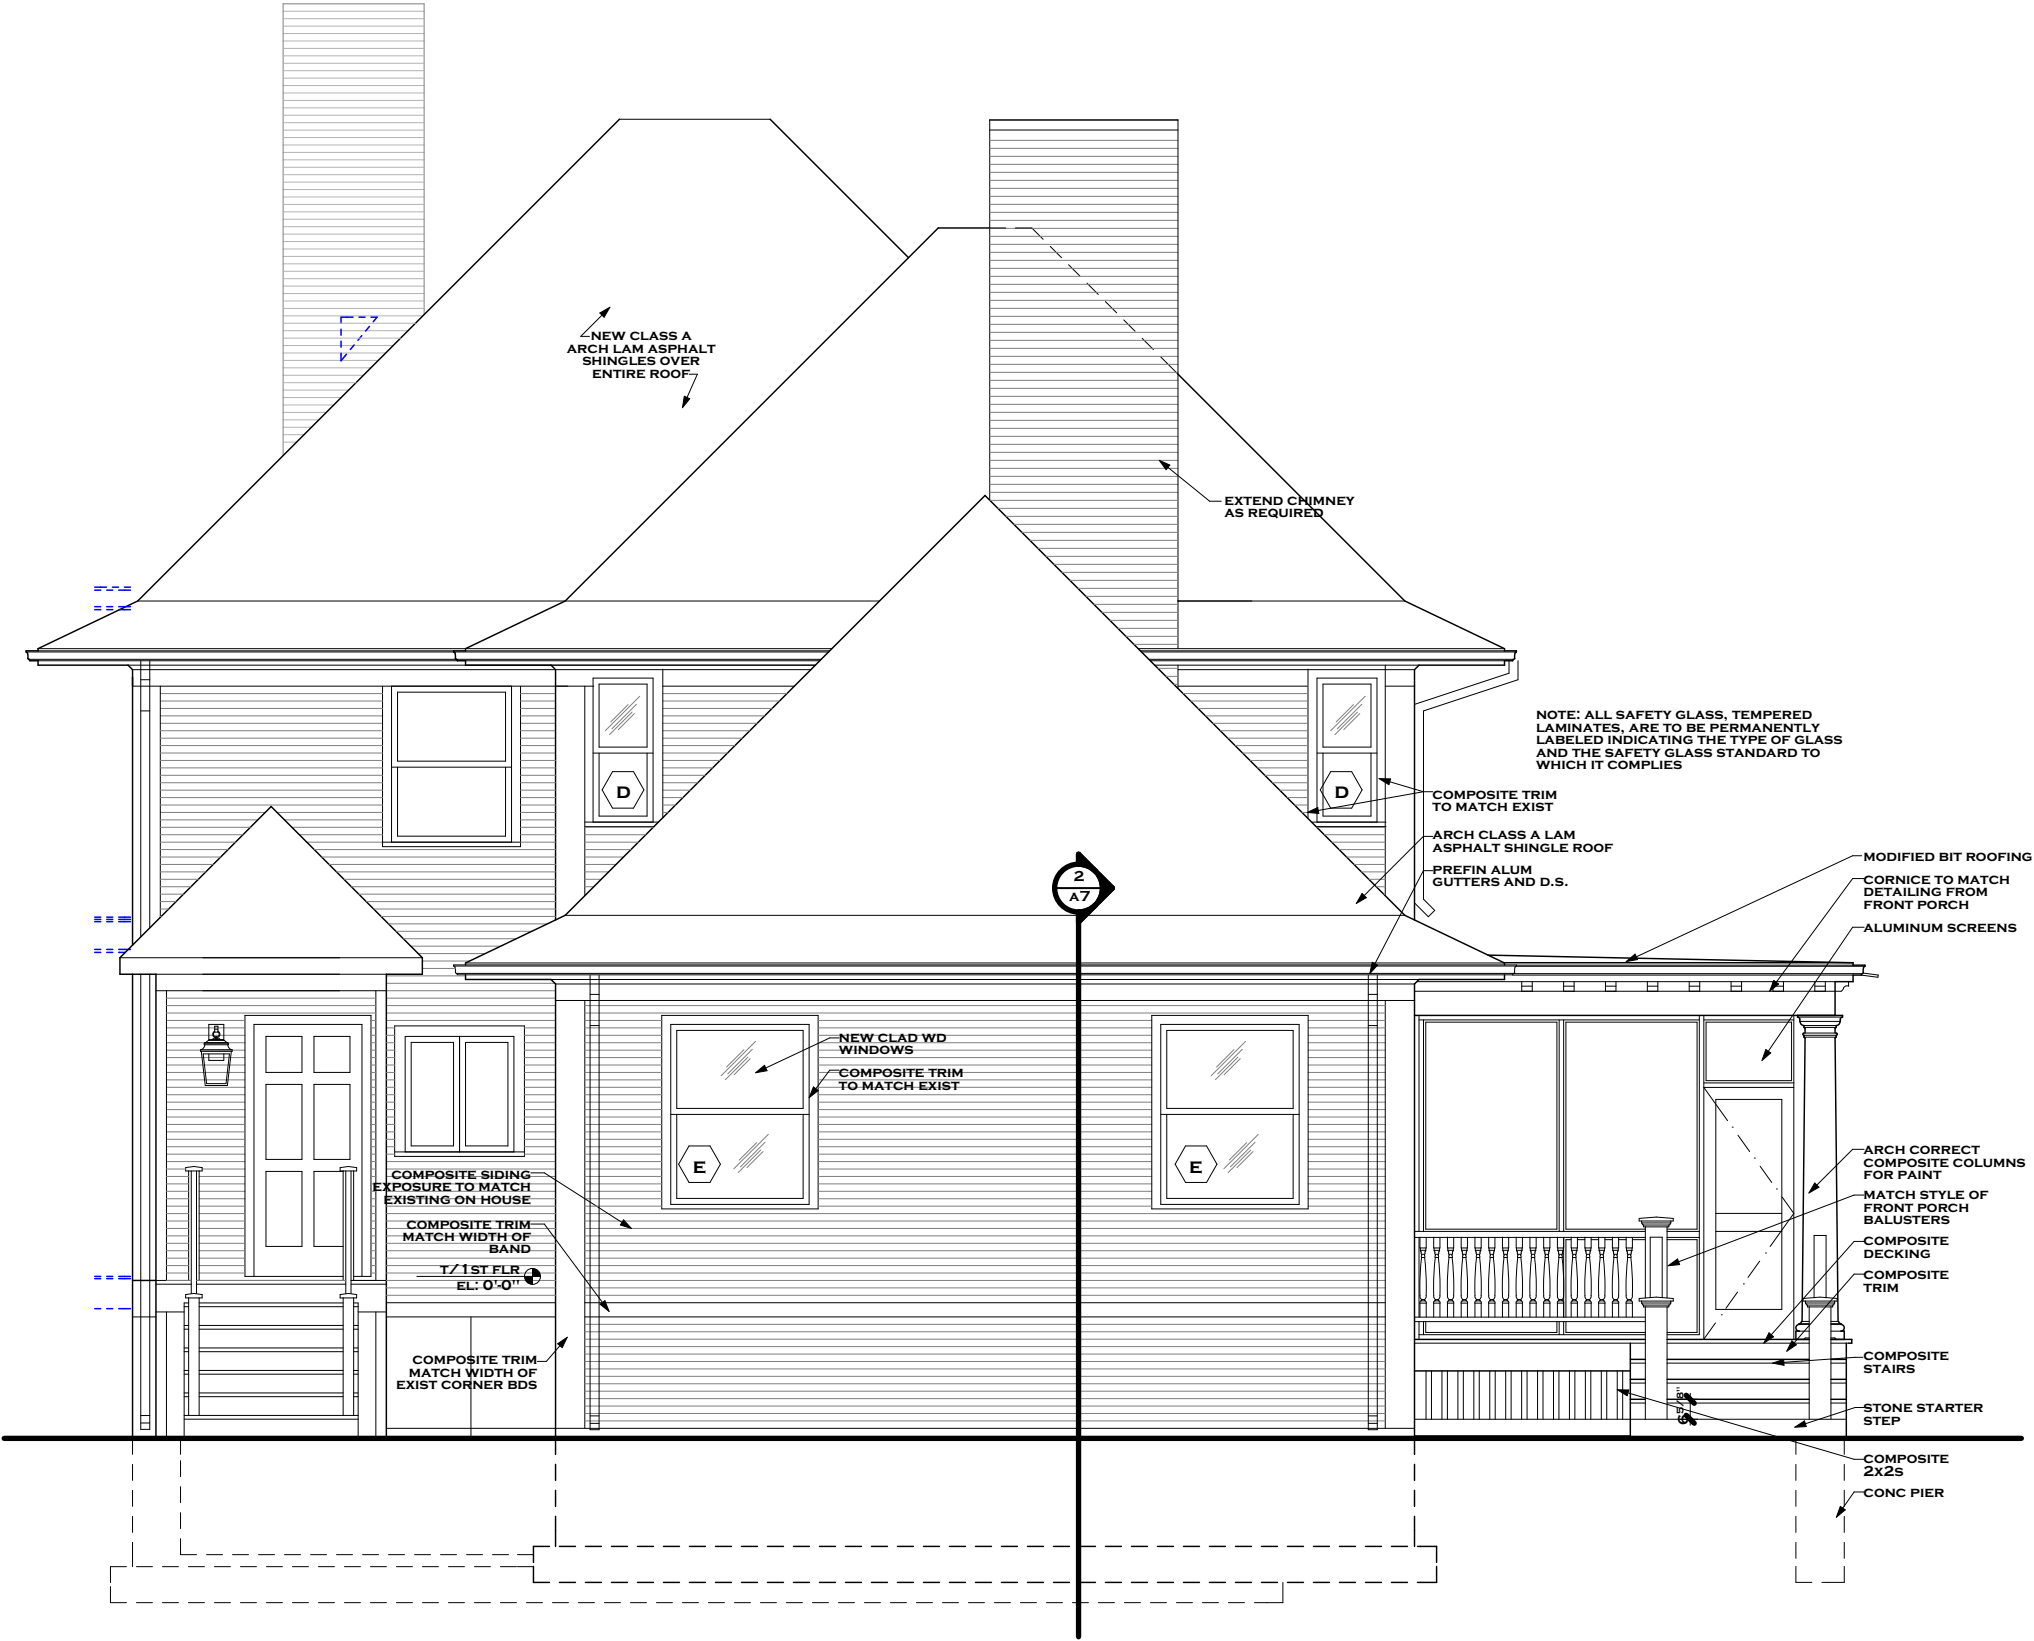 NEW CLASS A
ARCH LAM ASPHALT
SHINGLES OVER
ENTIRE ROOF
EXTEND CHIMNEY
AS REQUIRED
NOTE: ALL SAFETY GLASS, TEMPERED
LAMINATES, ARE TO BE PERMANENTLY
LABELED INDICATING THE TYPE OF GLASS
AND THE SAFETY GLASS STANDARD TO
WHICH IT COMPLIES
D
D
COMPOSITE TRIM
TO MATCH EXIST
ARCH CLASS A LAM
ASPHALT SHINGLE ROOF
PREFIN ALUM
GUTTERS AND D.S.
2
A7
MODIFIED BIT ROOFING
CORNICE TO MATCH
DETAILING FROM
FRONT PORCH
ALUMINUM SCREENS
NEW CLAD WD
WINDOWS
COMPOSITE TRIM
TO MATCH EXIST
E
E
COMPOSITE SIDING
EXPOSURE TO MATCH
EXISTING ON HOUSE
COMPOSITE TRIM
MATCH WIDTH OF
BAND
T/1ST FLR
EL: 0'-0"
COMPOSITE TRIM
MATCH WIDTH OF
EXIST CORNER BDS
ARCH CORRECT
COMPOSITE COLUMNS
FOR PAINT
MATCH STYLE OF
FRONT PORCH
BALUSTERS
COMPOSITE
DECKING
COMPOSITE
TRIM
COMPOSITE
STAIRS
6 5/8"
STONE STARTER
STEP
COMPOSITE
2X2S
CONC PIER